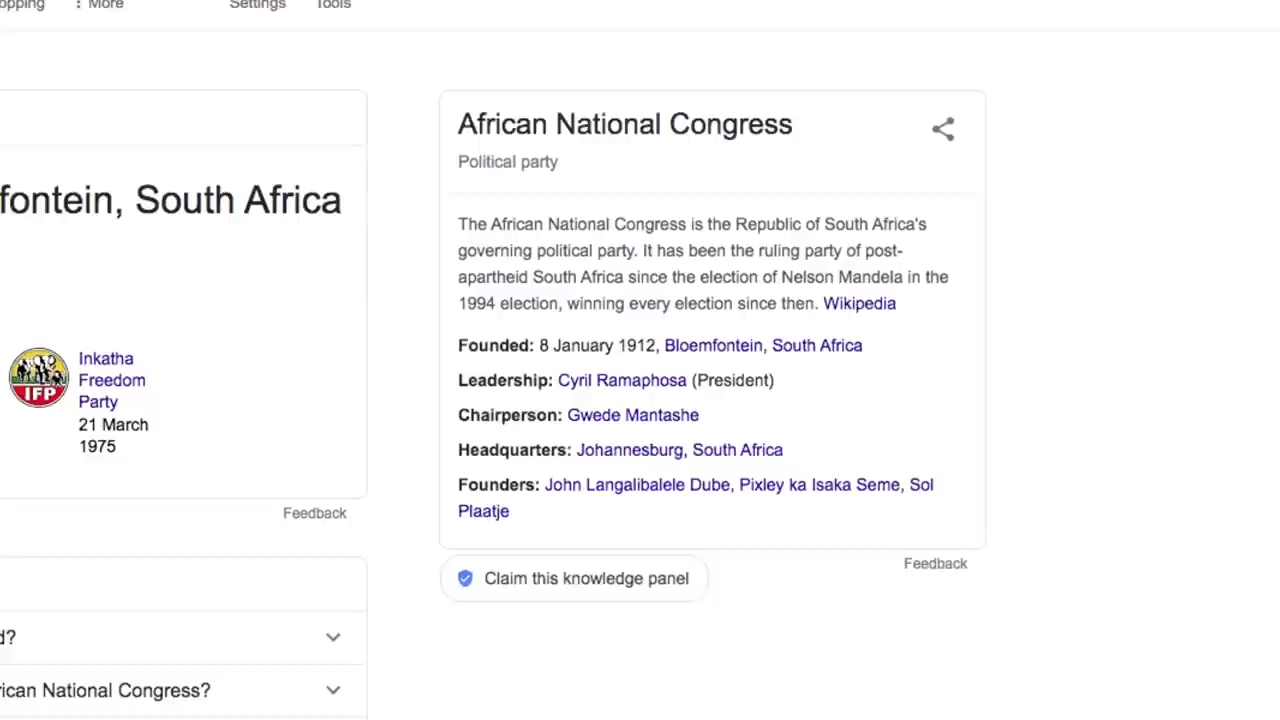 opping
More
Settings
Tools
fontein, South Africa
IFP
Inkatha
Freedom
Party
21 March
1975
Feedback
d?
rican National Congress?
African National Congress
Political party
The African National Congress is the Republic of South Africa's
governing political party. It has been the ruling party of post-
apartheid South Africa since the election of Nelson Mandela in the
1994 election, winning every election since then. Wikipedia
Founded: 8 January 1912, Bloemfontein, South Africa
Leadership: Cyril Ramaphosa (President)
Chairperson: Gwede Mantashe
Headquarters: Johannesburg, South Africa
Founders: John Langalibalele Dube, Pixley ka Isaka Seme, Sol
Plaatje
Claim this knowledge panel
Feedback